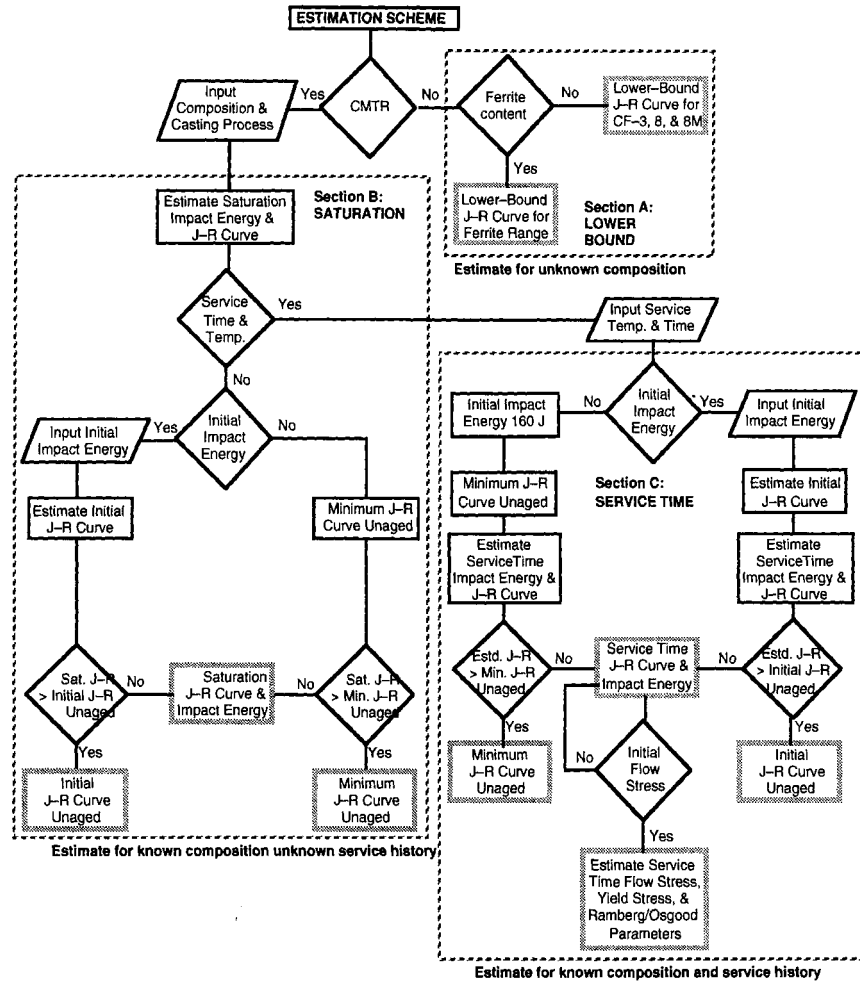 ESTIMATION SCHEME
Input
Composition &
Casting Process
Yes
CMTR
No
Ferrite
content
No
Lower–Bound
J–R Curve for
CF–3, 8, & 8M
Yes
Lower–Bound
J–R Curve for
Ferrite Range
Section A:
LOWER
BOUND
Estimate for unknown composition
Section B:
SATURATION
Estimate Saturation
Impact Energy &
J–R Curve
Service
Time &
Temp.
Yes
No
Input Service
Temp. & Time
Input Initial
Impact Energy
Yes
Initial
Impact
Energy
No
Estimate Initial
J–R Curve
Minimum J–R
Curve Unaged
Sat. J–R
> Initial J–R
Unaged
No
Saturation
J–R Curve &
Impact Energy
No
Sat. J–R
> Min. J–R
Unaged
Yes
Initial
J–R Curve
Unaged
Yes
Minimum
J–R Curve
Unaged
Estimate for known composition unknown service history
Initial Impact
Energy 160 J
No
Initial
Impact
Energy
Yes
Input Initial
Impact Energy
Section C:
SERVICE TIME
Minimum J–R
Curve Unaged
Estimate Initial
J–R Curve
Estimate
ServiceTime
Impact Energy &
J–R Curve
Estimate
ServiceTime
Impact Energy &
J–R Curve
Estd. J–R
> Min. J–R
Unaged
No
Service Time
J–R Curve &
Impact Energy
No
Estd. J–R
> Initial J–R
Unaged
Yes
Minimum
J–R Curve
Unaged
No
Initial
Flow
Stress
Yes
Initial
J–R Curve
Unaged
Yes
Estimate Service
Time Flow Stress,
Yield Stress, &
Ramberg/Osgood
Parameters
Estimate for known composition and service history